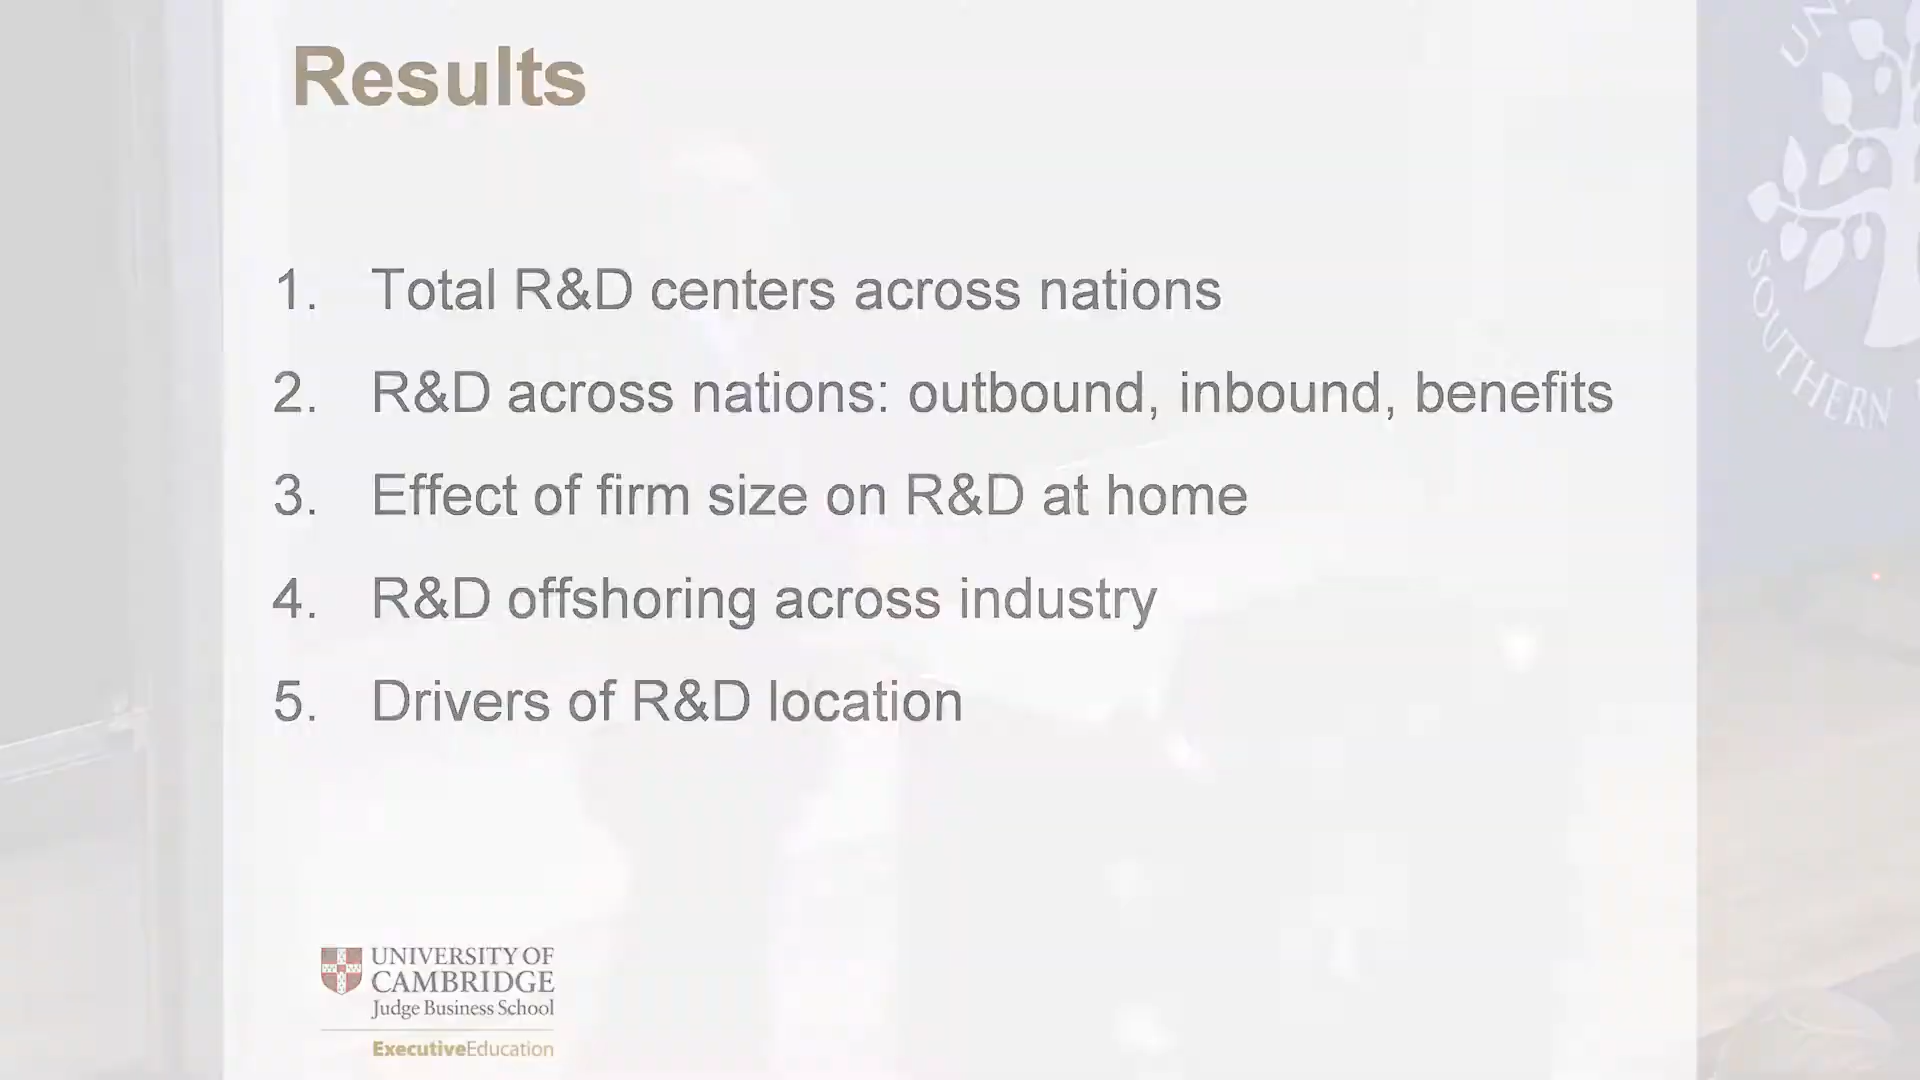 Results
1. Total R&D centers across nations
2. R&D across nations: outbound, inbound, benefits
3. Effect of firm size on R&D at home
4. R&D offshoring across industry
5. Drivers of R&D location
UNIVERSITY OF
CAMBRIDGE
Judge Business School
ExecutiveEducation
SOUTHERN